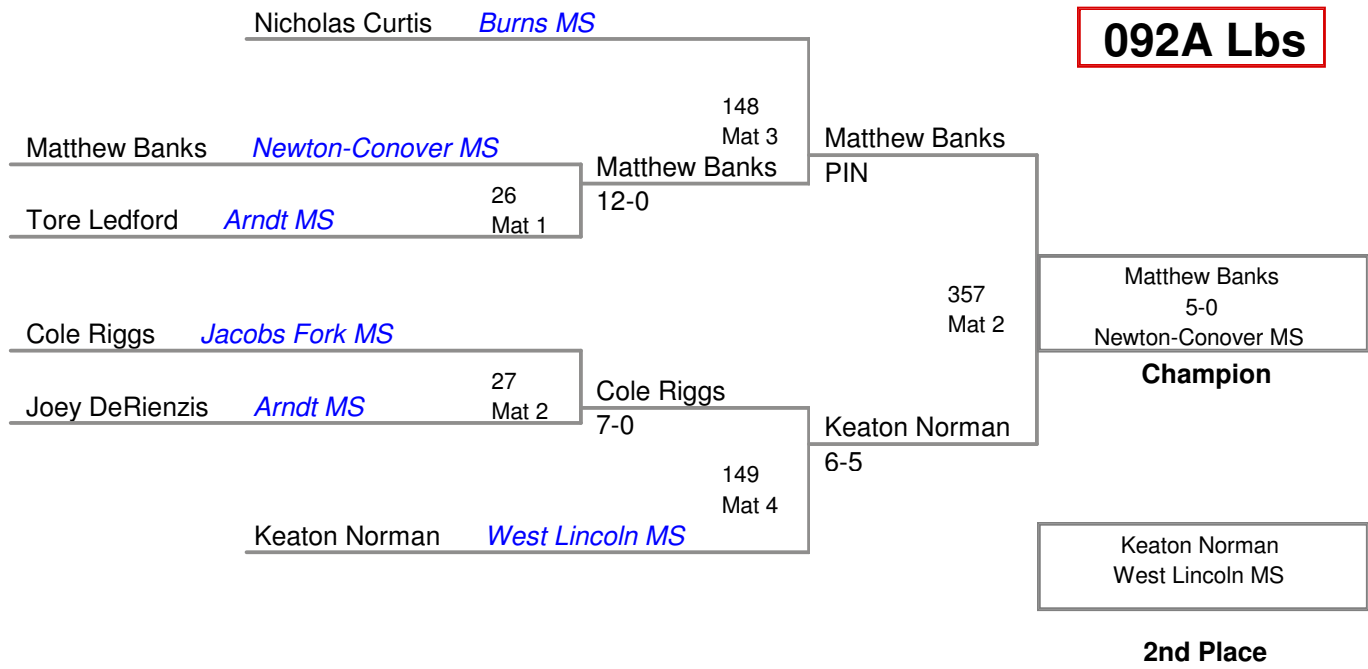 Nicholas Curtis Burns MS
092A Lbs
148
Mat 3
Matthew Banks Newton-Conover MS
Matthew Banks
PIN
Matthew Banks
12-0
26
Mat 1
Tore Ledford Arndt MS
Matthew Banks
5-0
Newton-Conover MS
Champion
357
Mat 2
Cole Riggs Jacobs Fork MS
27
Mat 2
Cole Riggs
7-0
Joey DeRienzis Arndt MS
Keaton Norman
6-5
149
Mat 4
Keaton Norman West Lincoln MS
Keaton Norman
West Lincoln MS
2nd Place